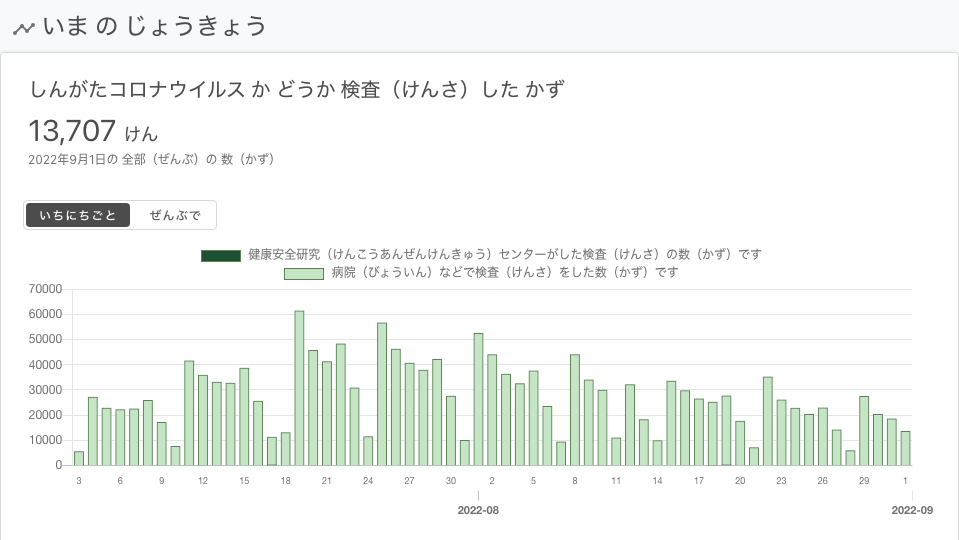 いま の じょうきょう
しんがたコロナウイルス か どうか 検査（けんさ）した かず
13,707 けん
2022年9月1日の 全部（ぜんぶ）の 数（かず）
いちにちごと ぜんぶで
健康安全研究（けんこうあんぜんけんきゅう）センターがした検査（けんさ）の数（かず）です
病院（びょういん）などで検査（けんさ）をした数（かず）です
70000
60000
50000
40000
30000
20000
10000
0
3 6 9 12 15 18 21 24 27 30 2 5 8 11 14 17 20 23 26 29 1
2022-08 2022-09